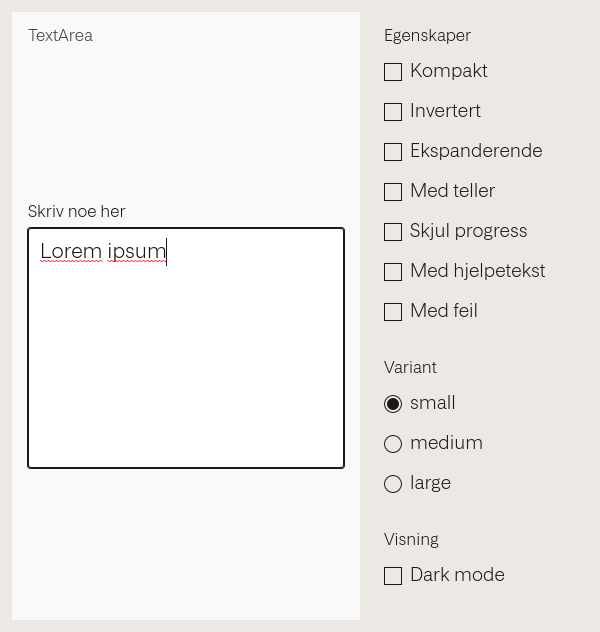 TextArea
Skriv noe her
Lorem ipsum
Egenskaper
Kompakt
Invertert
Ekspanderende
Med teller
Skjul progress
Med hjelpetekst
Med feil
Variant
small
medium
large
Visning
Dark mode